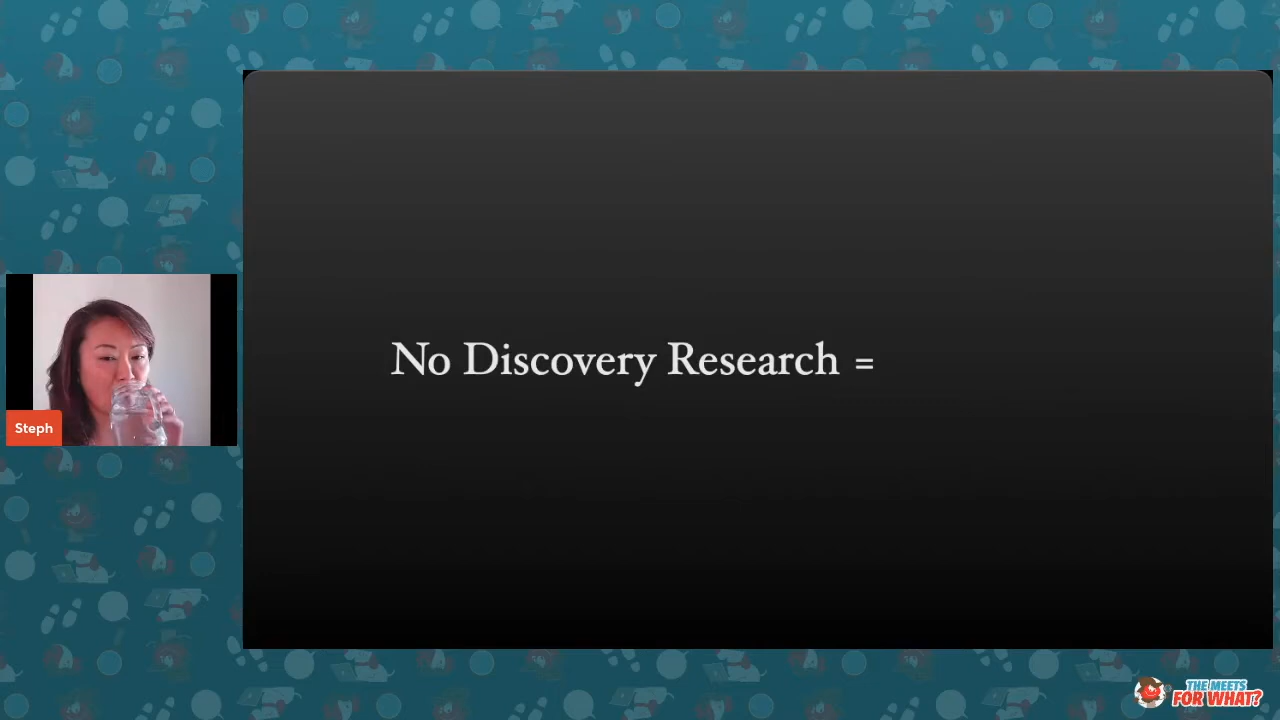 No Discovery Research =
Steph
THE MEETS
FOR WHAT?